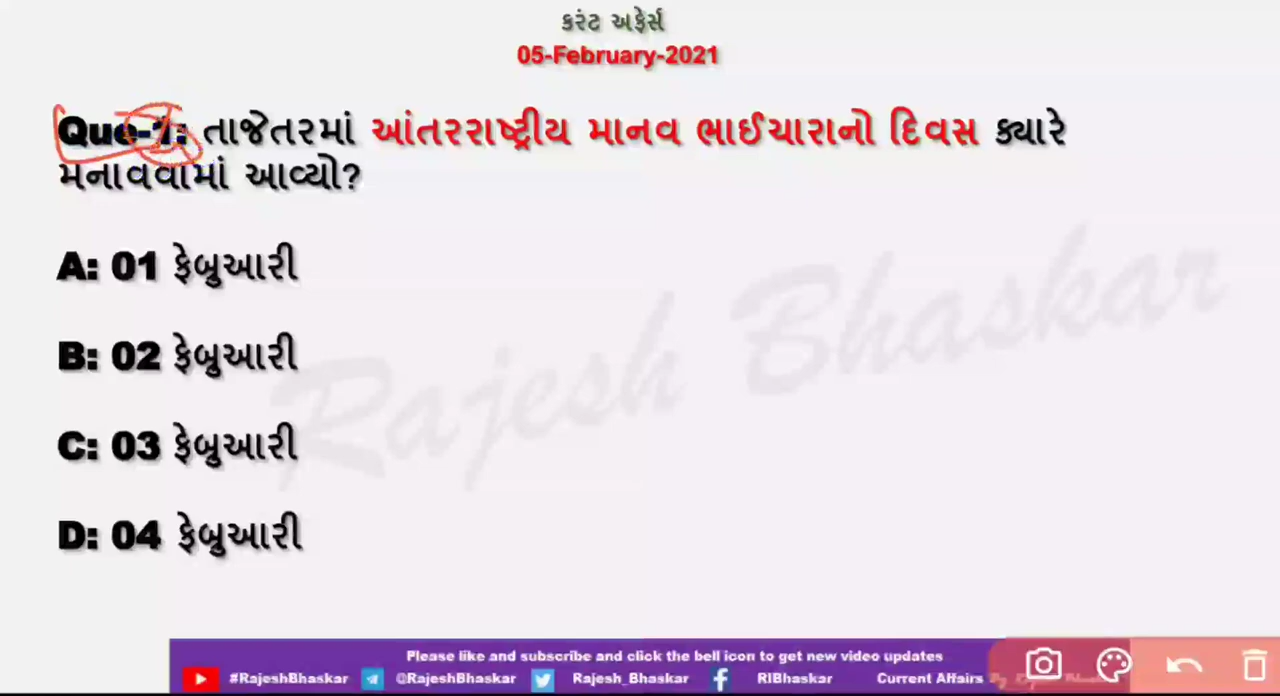 કરંટ અફેર્સ
05-February-2021
Que-1: તાજેતરમાં આંતરરાષ્ટ્રીય માનવ ભાઈચારાનો દિવસ ક્યારે
મનાવવામાં આવ્યો?
A: 01 ફેબ્રુઆરી
B: 02 ફેબ્રુઆરી
C: 03 ફેબ્રુઆરી
D: 04 ફેબ્રુઆરી
Rajesh Bhaskar
Please like and subscribe and click the bell icon to get new video updates
#RajeshBhaskar @RajeshBhaskar Rajesh_Bhaskar RIBhaskar Current Affairs